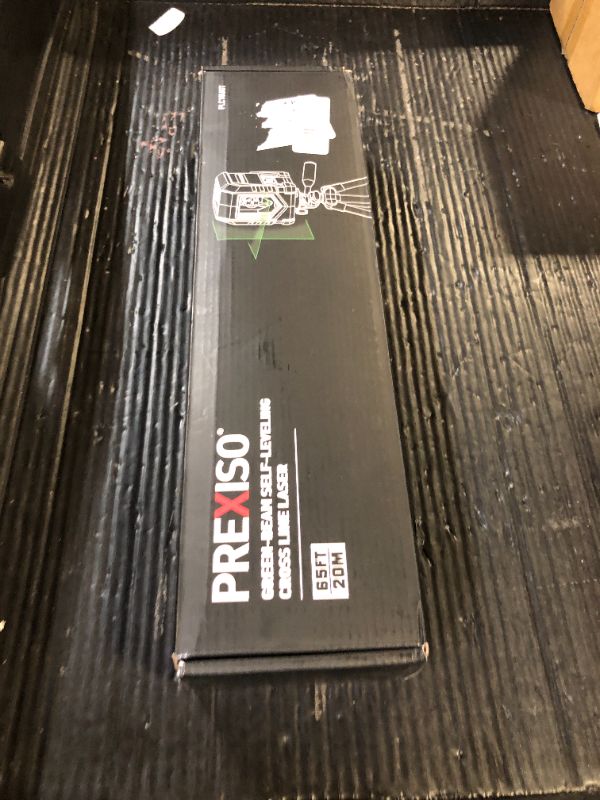 PREXISO®
GREEN-BEAM SELF-LEVELING
CROSS LINE LASER
65FT
20M